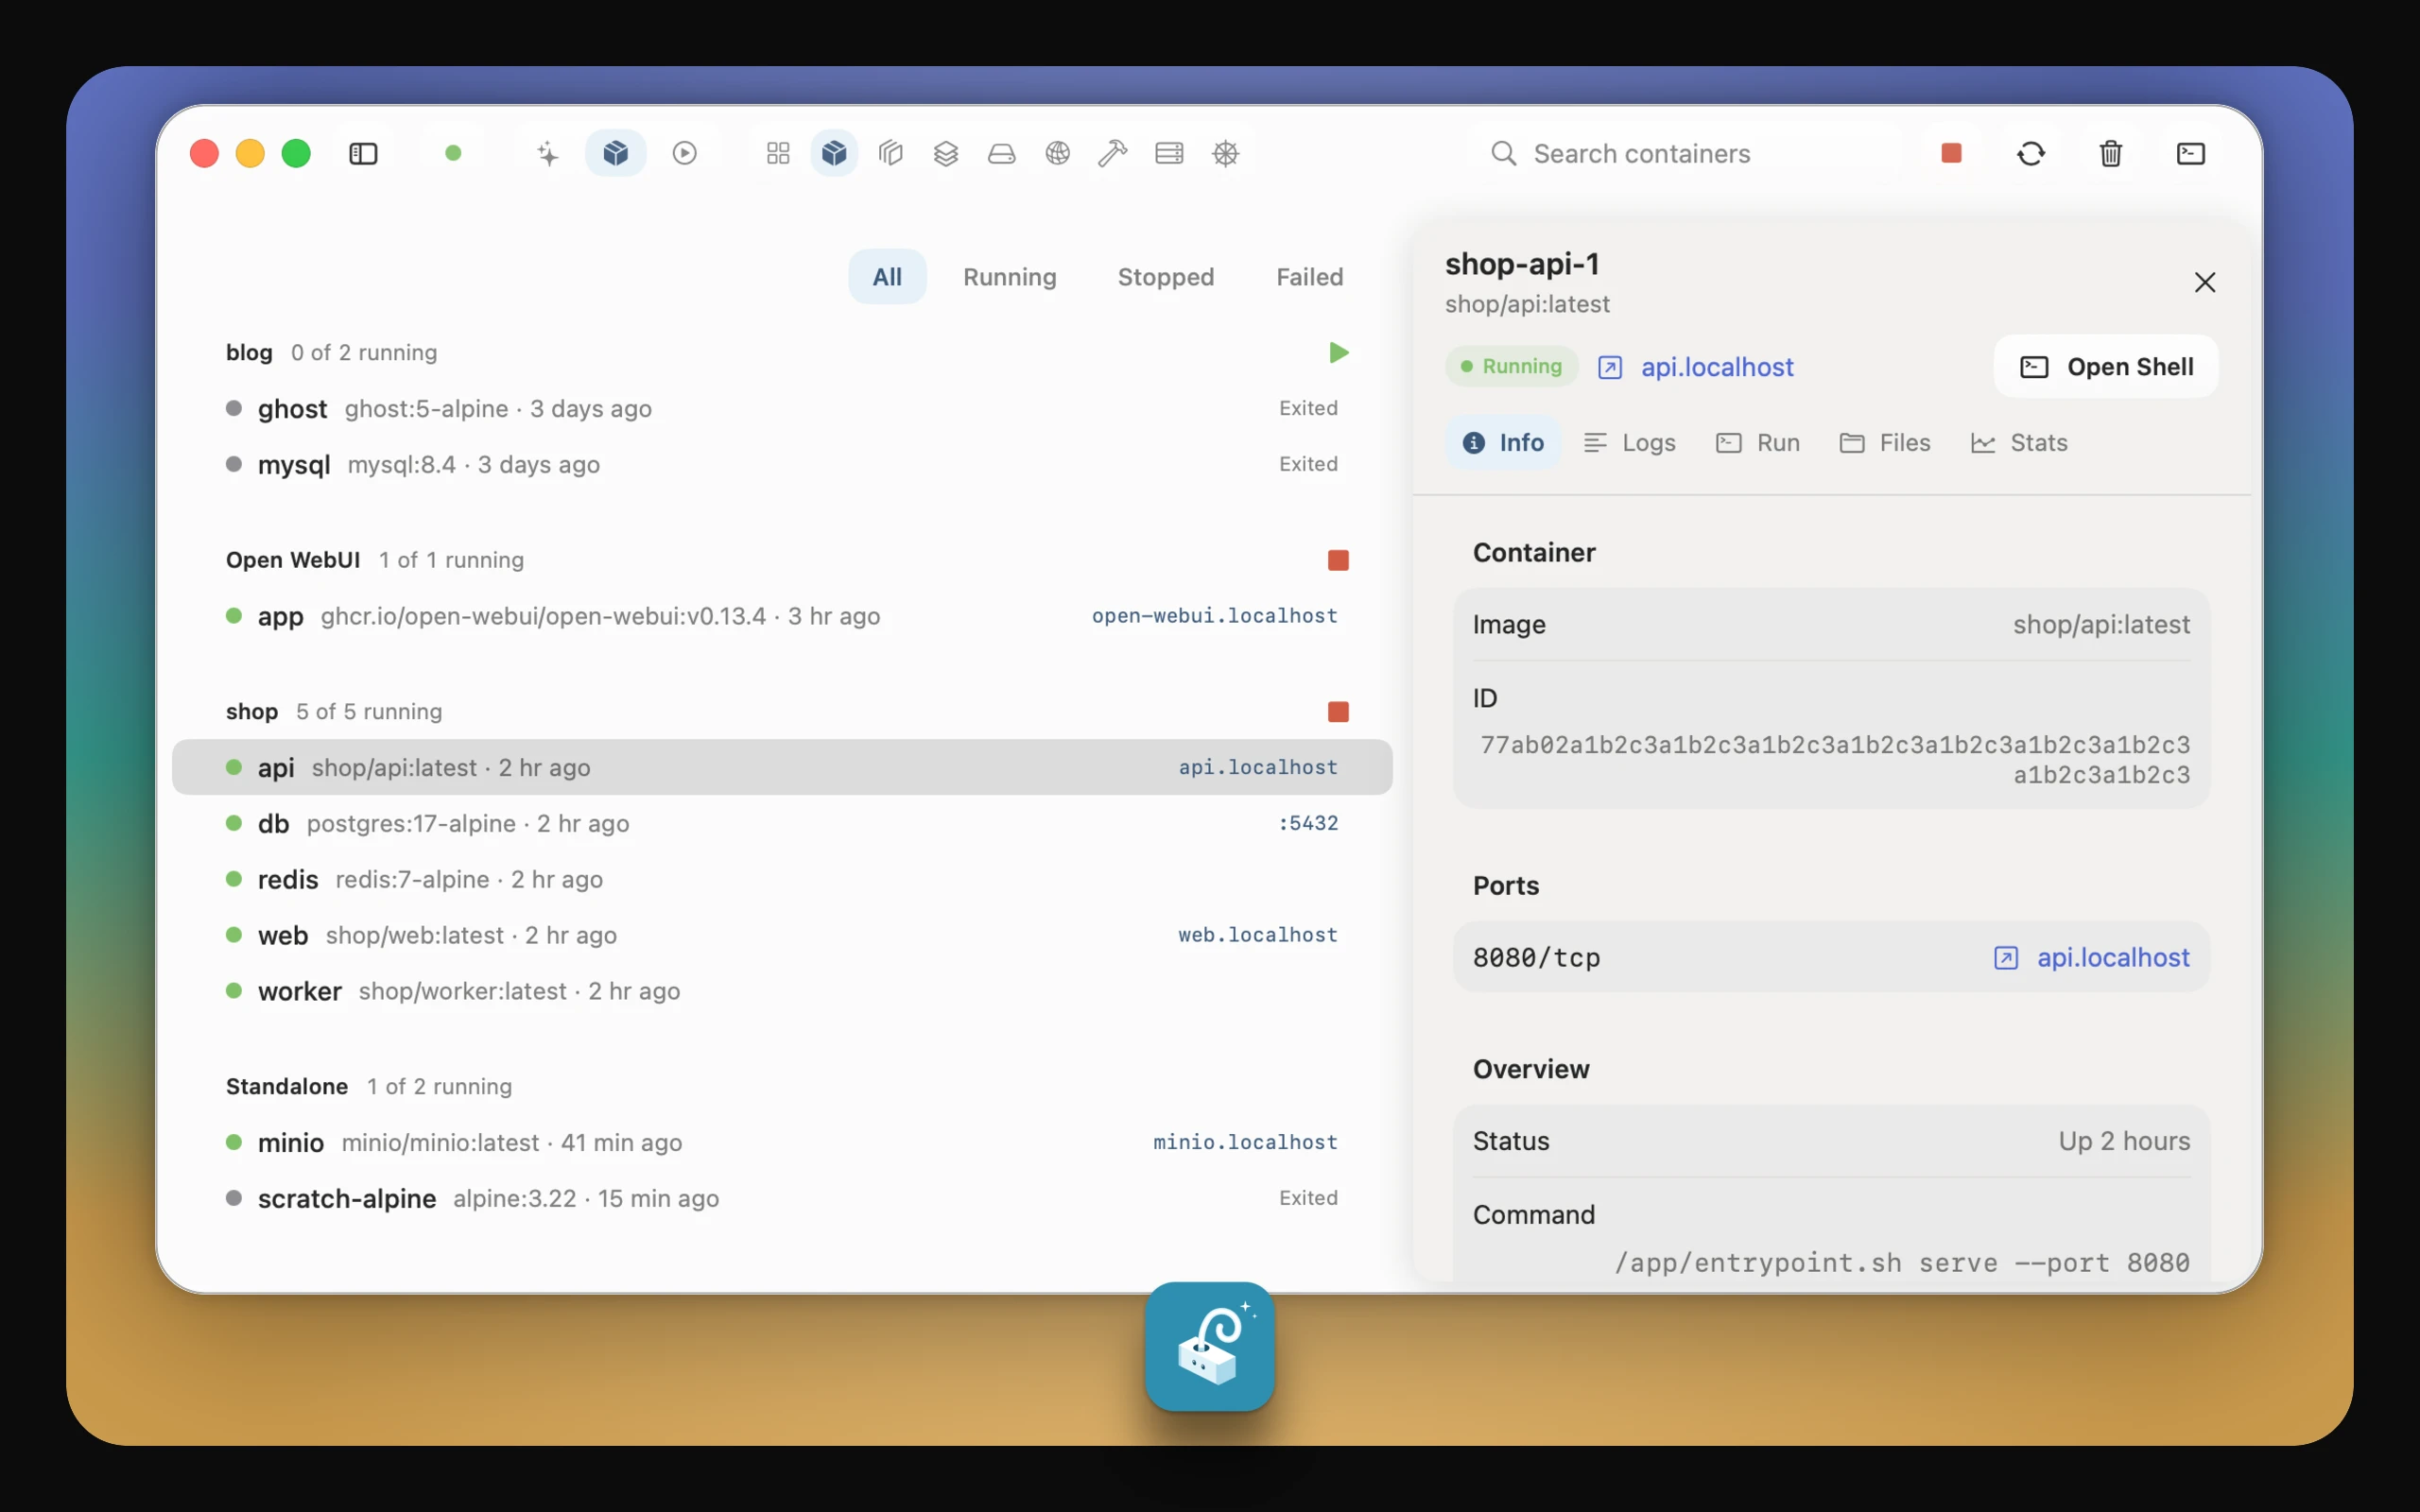 Search containers
All Running Stopped Failed
blog 0 of 2 running
ghost ghost:5-alpine · 3 days ago Exited
mysql mysql:8.4 · 3 days ago Exited
Open WebUI 1 of 1 running
app ghcr.io/open-webui/open-webui:v0.13.4 · 3 hr ago open-webui.localhost
shop 5 of 5 running
api shop/api:latest · 2 hr ago api.localhost
db postgres:17-alpine · 2 hr ago :5432
redis redis:7-alpine · 2 hr ago
web shop/web:latest · 2 hr ago web.localhost
worker shop/worker:latest · 2 hr ago
Standalone 1 of 2 running
minio minio/minio:latest · 41 min ago minio.localhost
scratch-alpine alpine:3.22 · 15 min ago Exited
shop-api-1
shop/api:latest
Running api.localhost Open Shell
Info Logs Run Files Stats
Container
Image shop/api:latest
ID
77ab02a1b2c3a1b2c3a1b2c3a1b2c3a1b2c3a1b2c3a1b2c3
a1b2c3a1b2c3
Ports
8080/tcp api.localhost
Overview
Status Up 2 hours
Command
/app/entrypoint.sh serve --port 8080